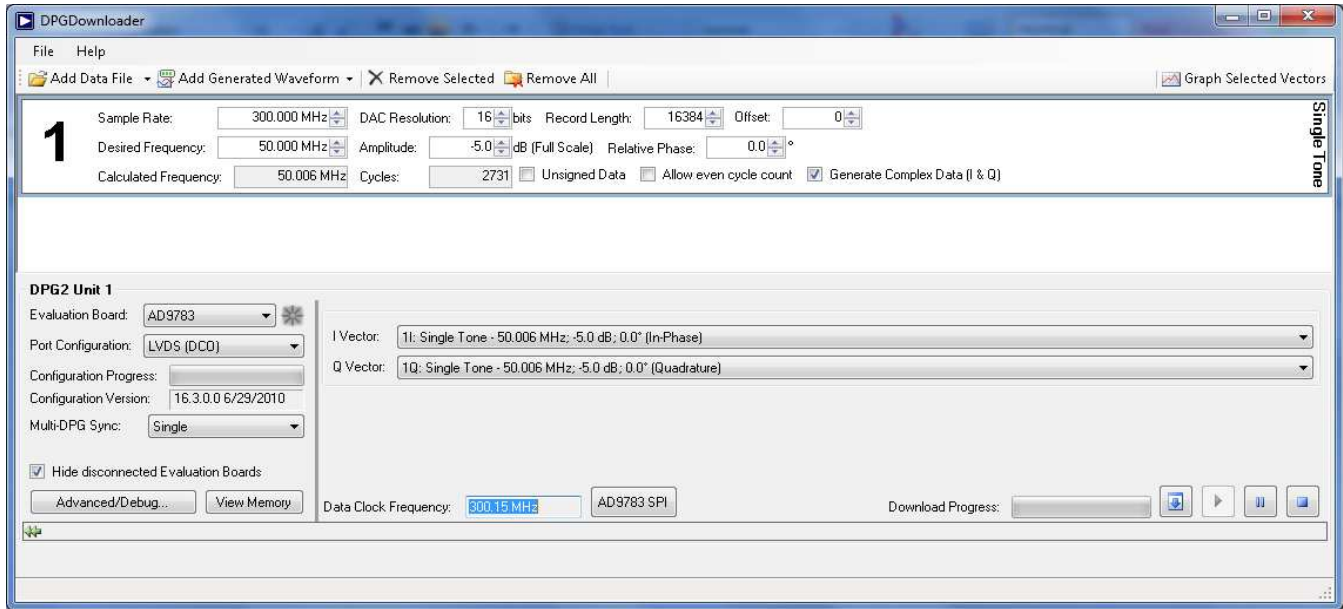 DPGDownloader
File Help
Add Data File Add Generated Waveform Remove Selected Remove All Graph Selected Vectors
1
Sample Rate: 300.000 MHz DAC Resolution: 16 bits Record Length: 16384 Offset: 0
Desired Frequency: 50.000 MHz Amplitude: -5.0 dB (Full Scale) Relative Phase: 0.0 °
Calculated Frequency: 50.006 MHz Cycles: 2731 Unsigned Data Allow even cycle count Generate Complex Data (I & Q)
Single Tone
DPG2 Unit 1
Evaluation Board: AD9783
Port Configuration: LVDS (DCO)
Configuration Progress:
Configuration Version: 16.3.0.0 6/29/2010
Multi-DPG Sync: Single
Hide disconnected Evaluation Boards
Advanced/Debug... View Memory
I Vector: 1I: Single Tone - 50.006 MHz; -5.0 dB; 0.0° (In-Phase)
Q Vector: 1Q: Single Tone - 50.006 MHz; -5.0 dB; 0.0° (Quadrature)
Data Clock Frequency: 300.15 MHz AD9783 SPI Download Progress: